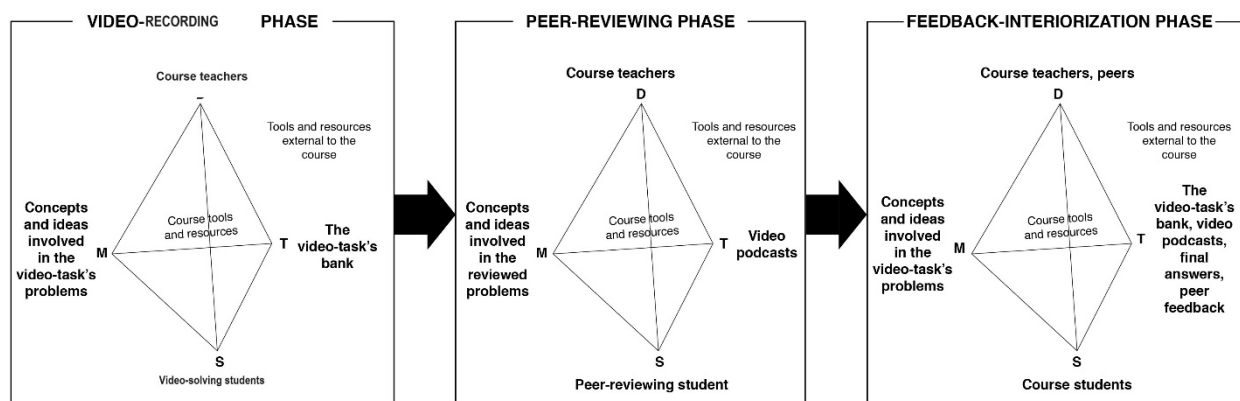 VIDEO-RECORDING PHASE
Course teachers
Tools and resources
external to the
course
Concepts
and ideas
involved
in the
video-task's
problems
M
Course tools
and resources
T
The
video-task's
bank
S
Video-solving students
PEER-REVIEWING PHASE
Course teachers
D
Tools and resources
external to the
course
Concepts
and ideas
involved
in the
reviewed
problems
M
Course tools
and resources
T
Video
podcasts
S
Peer-reviewing student
FEEDBACK-INTERIORIZATION PHASE
Course teachers, peers
D
Tools and resources
external to the
course
Concepts
and ideas
involved
in the
video-task's
problems
M
Course tools
and resources
T
The
video-task's
bank, video
podcasts,
final
answers,
peer
feedback
S
Course students